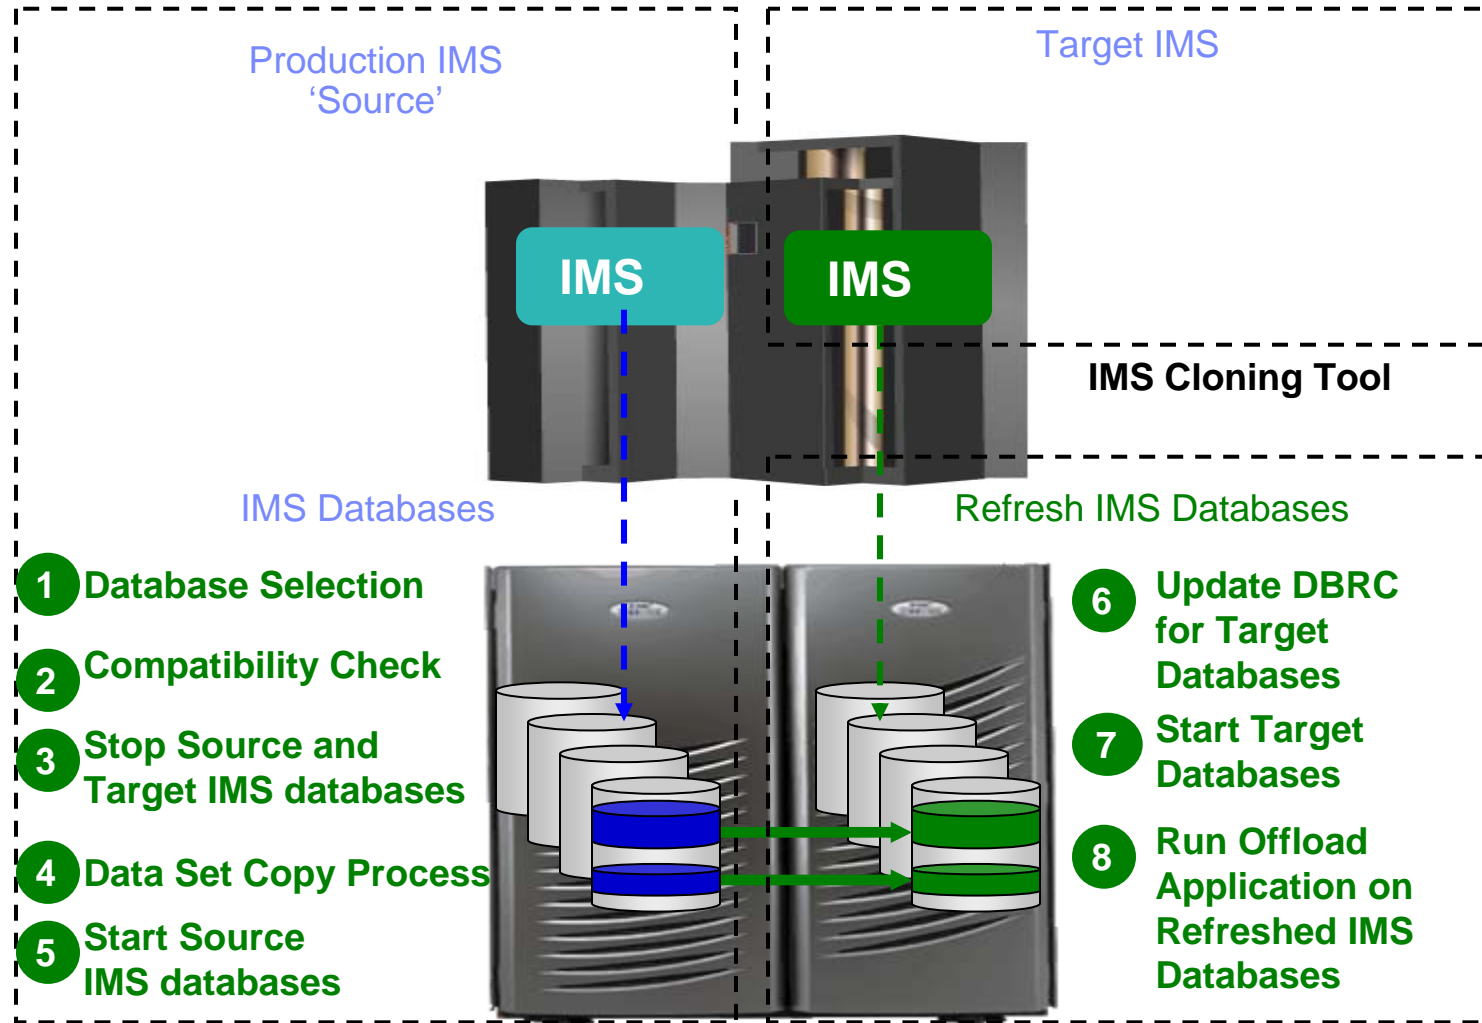 Production IMS
‘Source’
Target IMS
IMS
IMS
IMS Cloning Tool
IMS Databases
Refresh IMS Databases
1 Database Selection
2 Compatibility Check
3 Stop Source and
Target IMS databases
4 Data Set Copy Process
5 Start Source
IMS databases
6 Update DBRC
for Target
Databases
7 Start Target
Databases
8 Run Offload
Application on
Refreshed IMS
Databases